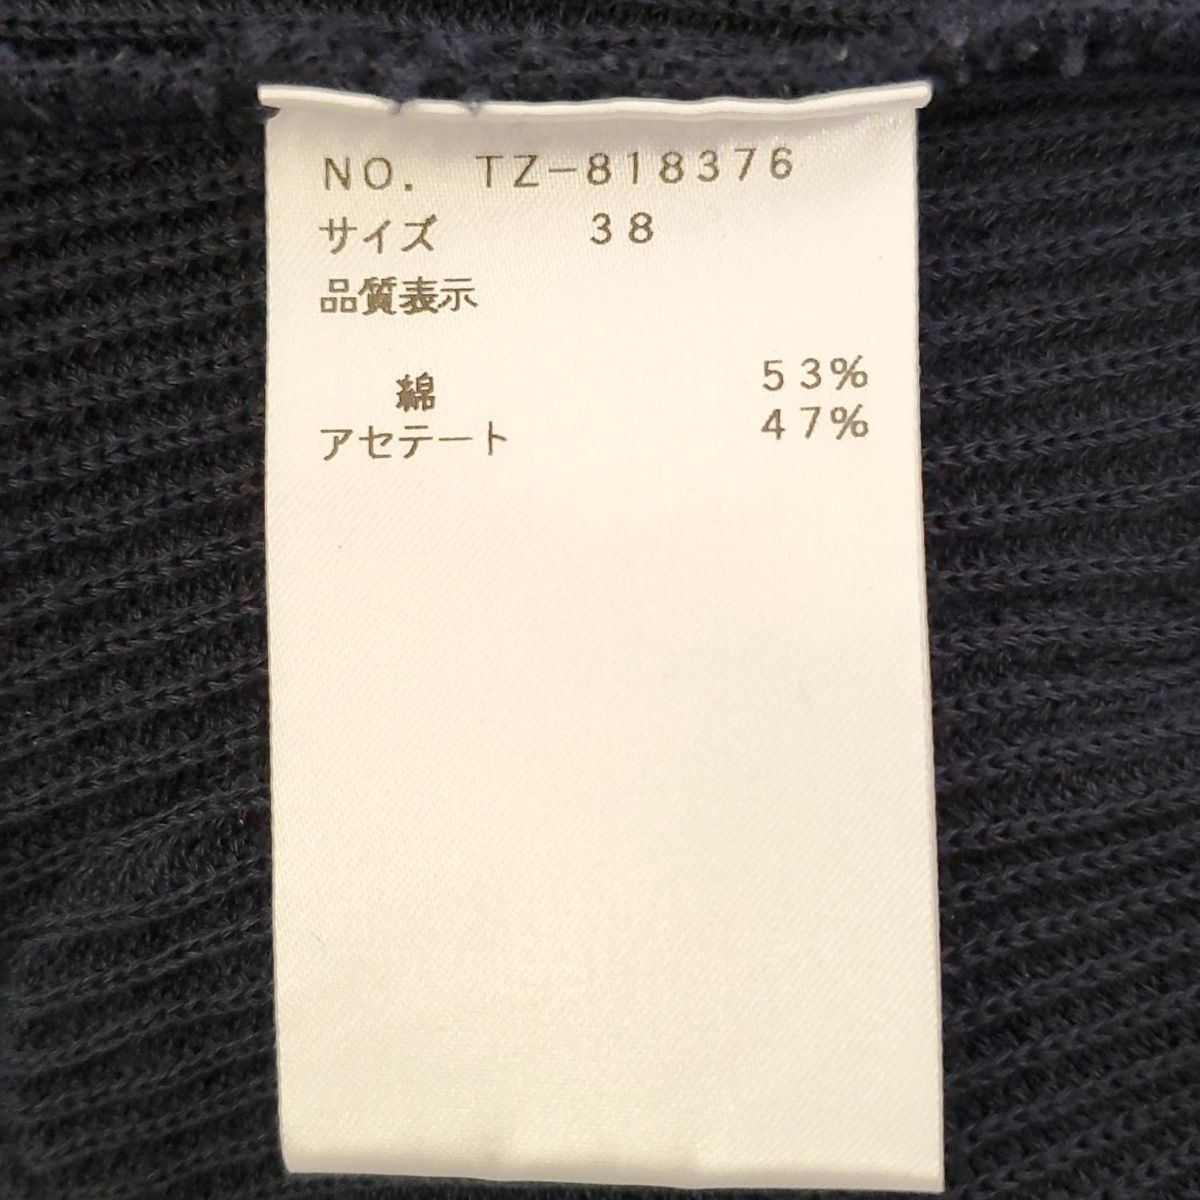 NO. TZ-818376
サイズ 38
品質表示
綿 53%
アセテート 47%